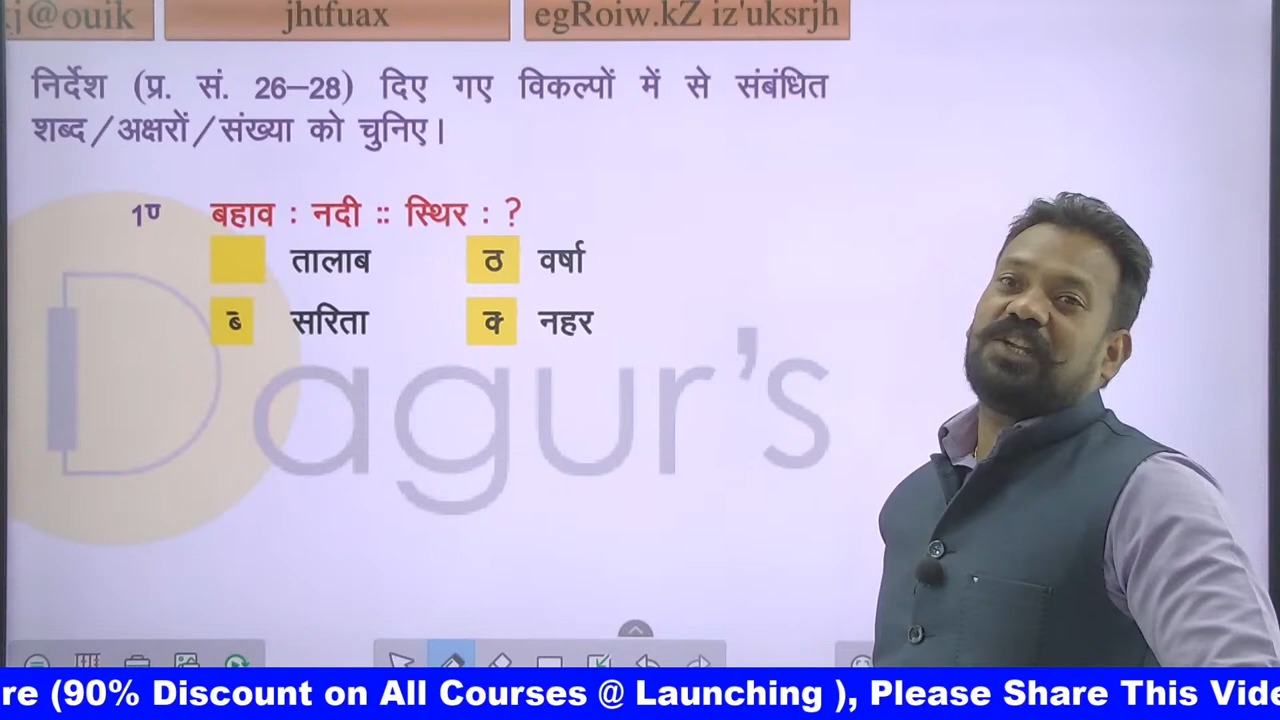 j@ouik jhtfuax egRoiw.kZ iz'uksrjh
निर्देश (प्र. सं. 26–28) दिए गए विकल्पों में से संबंधित
शब्द/अक्षरों/संख्या को चुनिए।
1ण बहाव : नदी :: स्थिर : ?
तालाब ठ वर्षा
ब् सरिता क् नहर
Dagur's
re (90% Discount on All Courses @ Launching ), Please Share This Vide